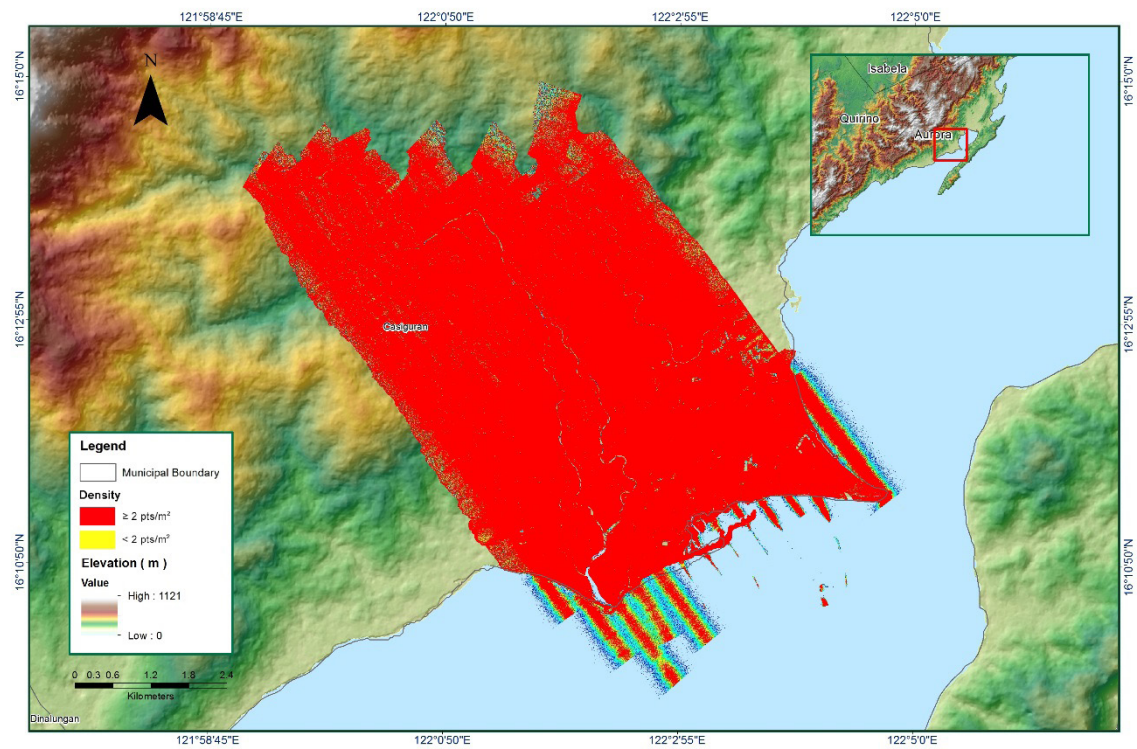 121°58'45"E 122°0'50"E 122°2'55"E 122°5'0"E
N
16°15'0"N
16°15'0"N
Isabela
Quirino
Aurora
16°12'55"N
16°12'55"N
Casiguran
Legend
Municipal Boundary
Density
≥ 2 pts/m²
< 2 pts/m²
Elevation ( m )
Value
High : 1121
Low : 0
0 0.3 0.6 1.2 1.8 2.4
Kilometers
16°10'50"N
16°10'50"N
Dinalungan
121°58'45"E 122°0'50"E 122°2'55"E 122°5'0"E